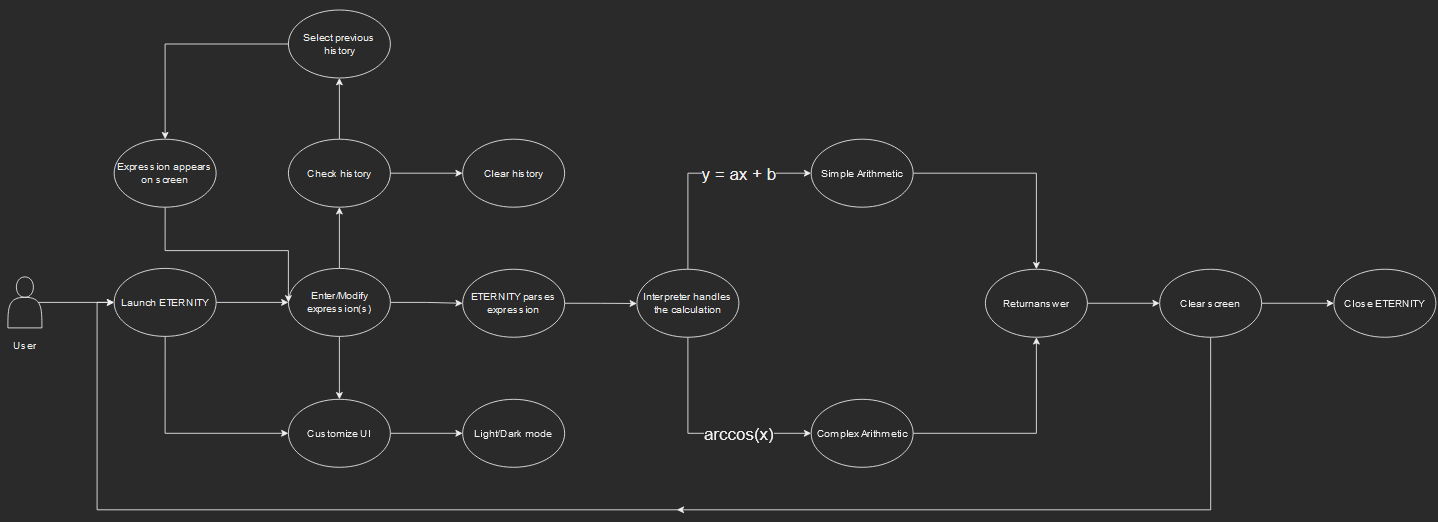 Select previous
history
Expression appears
on screen
Check history
Clear history
y = ax + b
Simple Arithmetic
User
Launch ETERNITY
Enter/Modify
expression(s)
ETERNITY parses
expression
Interpreter handles
the calculation
Returnanswer
Clear screen
Close ETERNITY
Customize UI
Light/Dark mode
arccos(x)
Complex Arithmetic